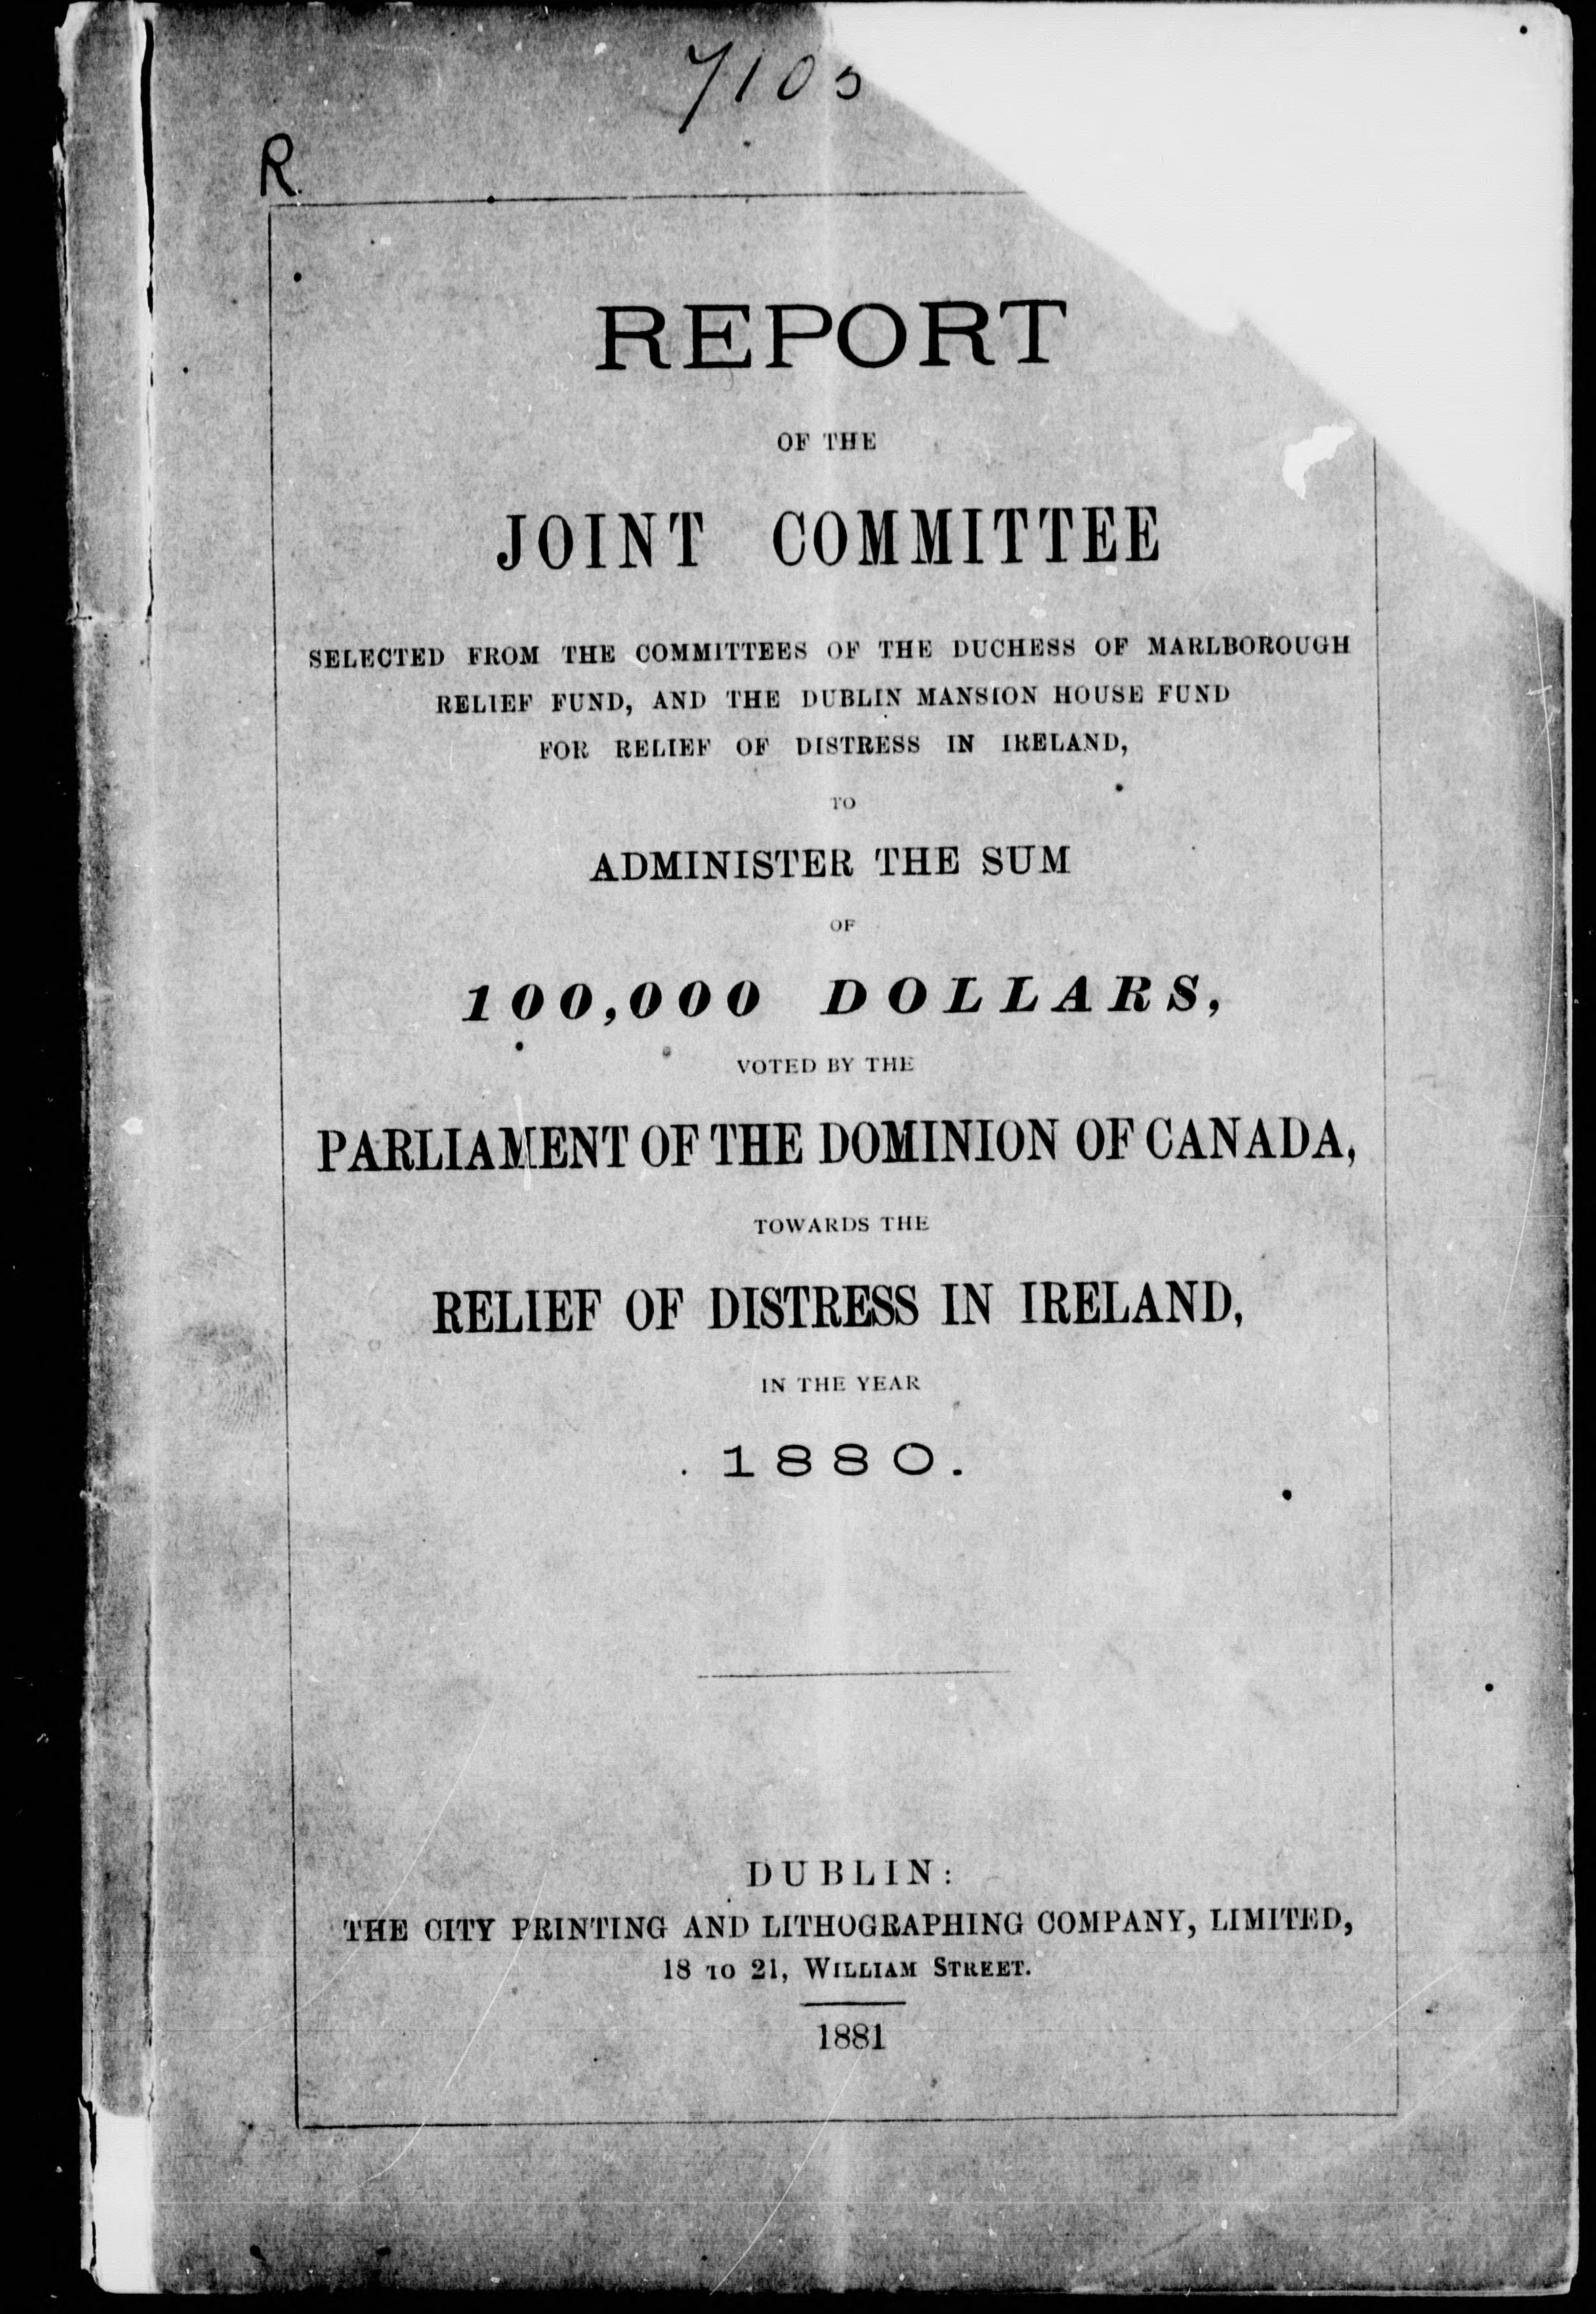 R.
REPORT
OF THE
JOINT COMMITTEE
SELECTED FROM THE COMMITTEES OF THE DUCHESS OF MARLBOROUGH
RELIEF FUND, AND THE DUBLIN MANSION HOUSE FUND
FOR RELIEF OF DISTRESS IN IRELAND,
TO
ADMINISTER THE SUM
OF
100,000 DOLLARS,
VOTED BY THE
PARLIAMENT OF THE DOMINION OF CANADA,
TOWARDS THE
RELIEF OF DISTRESS IN IRELAND,
IN THE YEAR
1880.
DUBLIN:
THE CITY PRINTING AND LITHOGRAPHING COMPANY, LIMITED,
18 TO 21, WILLIAM STREET.
1881